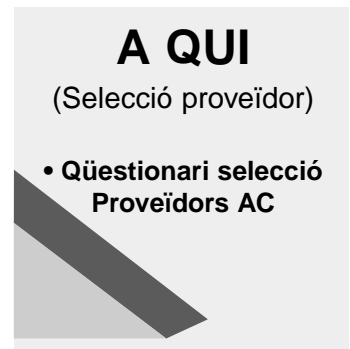 A QUI
(Selecció proveïdor)
• Qüestionari selecció
Proveïdors AC